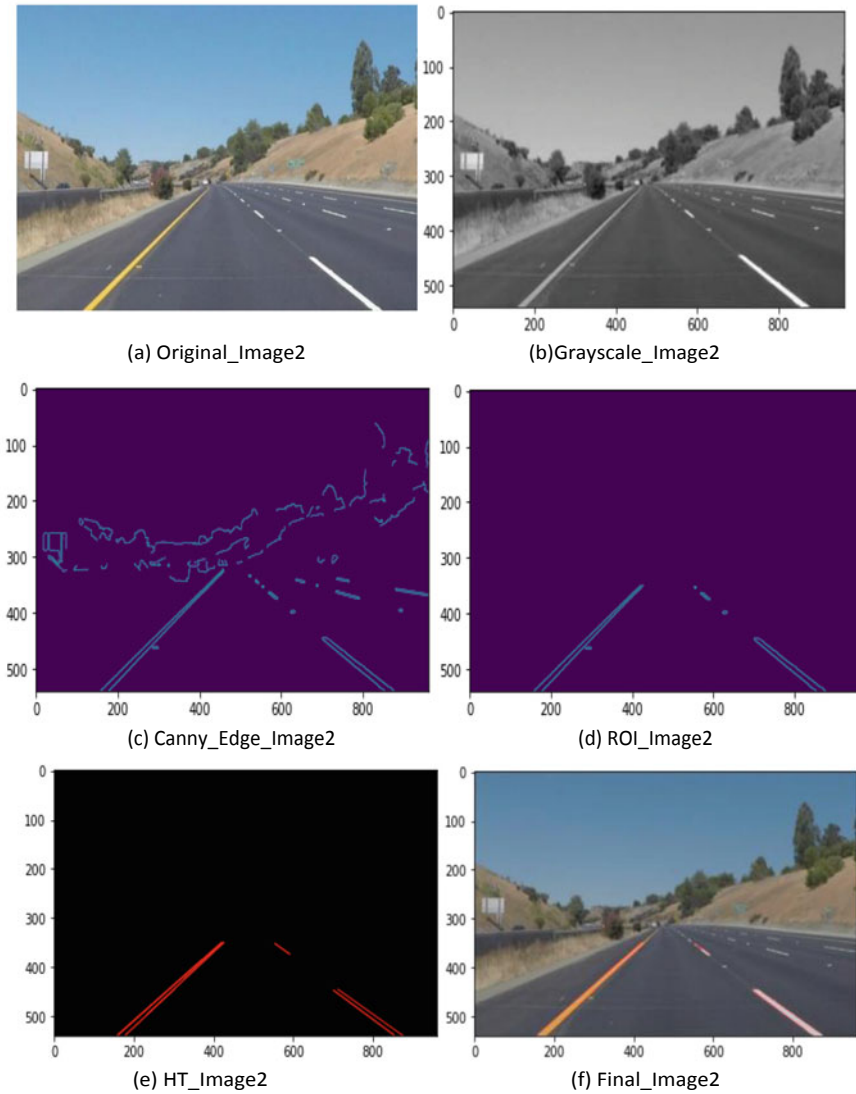 0
100
200
300
400
500
0 200 400 600 800
(a) Original_Image2
(b)Grayscale_Image2
0
100
200
300
400
500
0 200 400 600 800
0
100
200
300
400
500
0 200 400 600 800
(c) Canny_Edge_Image2
(d) ROI_Image2
0
100
200
300
400
500
0 200 400 600 800
0
100
200
300
400
500
0 200 400 600 800
(e) HT_Image2
(f) Final_Image2